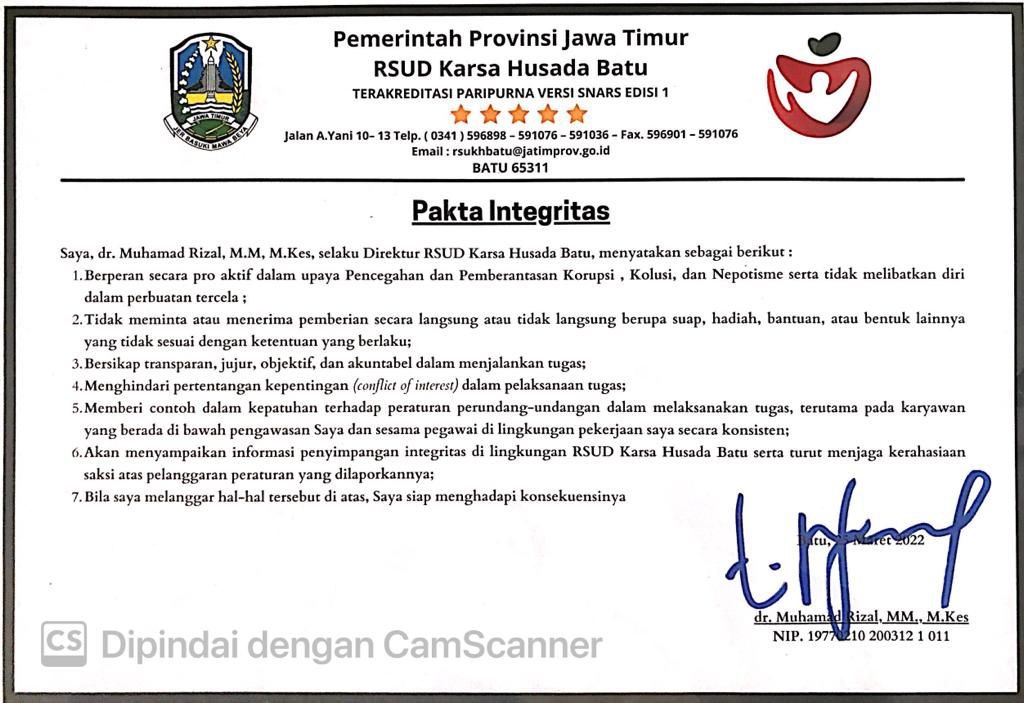 Pemerintah Provinsi Jawa Timur
RSUD Karsa Husada Batu
TERAKREDITASI PARIPURNA VERSI SNARS EDISI 1
JAWA TIMUR
JER BASUKI MAWA BEYA
Jalan A.Yani 10– 13 Telp. ( 0341 ) 596898 – 591076 – 591036 – Fax. 596901 – 591076
Email : rsukhbatu@jatimprov.go.id
BATU 65311
Pakta Integritas
Saya, dr. Muhamad Rizal, M.M, M.Kes, selaku Direktur RSUD Karsa Husada Batu, menyatakan sebagai berikut :
1. Berperan secara pro aktif dalam upaya Pencegahan dan Pemberantasan Korupsi , Kolusi, dan Nepotisme serta tidak melibatkan diri
dalam perbuatan tercela ;
2. Tidak meminta atau menerima pemberian secara langsung atau tidak langsung berupa suap, hadiah, bantuan, atau bentuk lainnya
yang tidak sesuai dengan ketentuan yang berlaku;
3. Bersikap transparan, jujur, objektif, dan akuntabel dalam menjalankan tugas;
4. Menghindari pertentangan kepentingan (conflict of interest) dalam pelaksanaan tugas;
5. Memberi contoh dalam kepatuhan terhadap peraturan perundang-undangan dalam melaksanakan tugas, terutama pada karyawan
yang berada di bawah pengawasan Saya dan sesama pegawai di lingkungan pekerjaan saya secara konsisten;
6. Akan menyampaikan informasi penyimpangan integritas di lingkungan RSUD Karsa Husada Batu serta turut menjaga kerahasiaan
saksi atas pelanggaran peraturan yang dilaporkannya;
7. Bila saya melanggar hal-hal tersebut di atas, Saya siap menghadapi konsekuensinya
Batu, Maret 2022
dr. Muhamad Rizal, MM., M.Kes
NIP. 200312 1 011
CS Dipindai dengan CamScanner